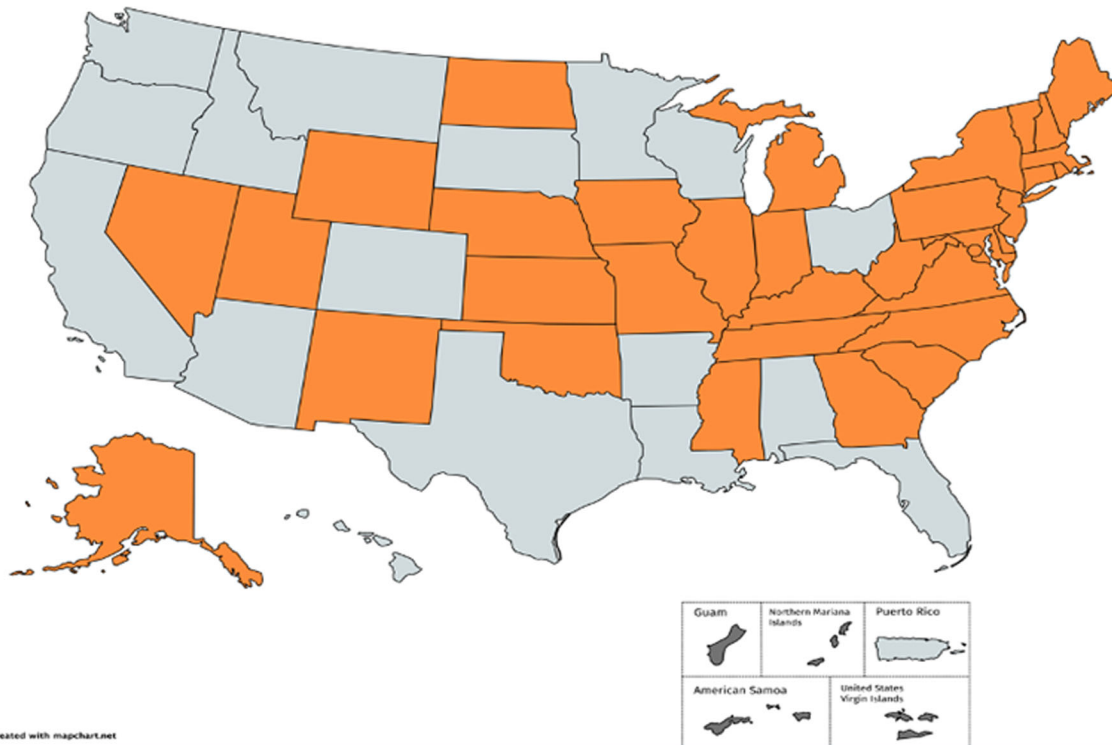 Guam
Northern Mariana
Islands
Puerto Rico
American Samoa
United States
Virgin Islands
eated with mapchart.net